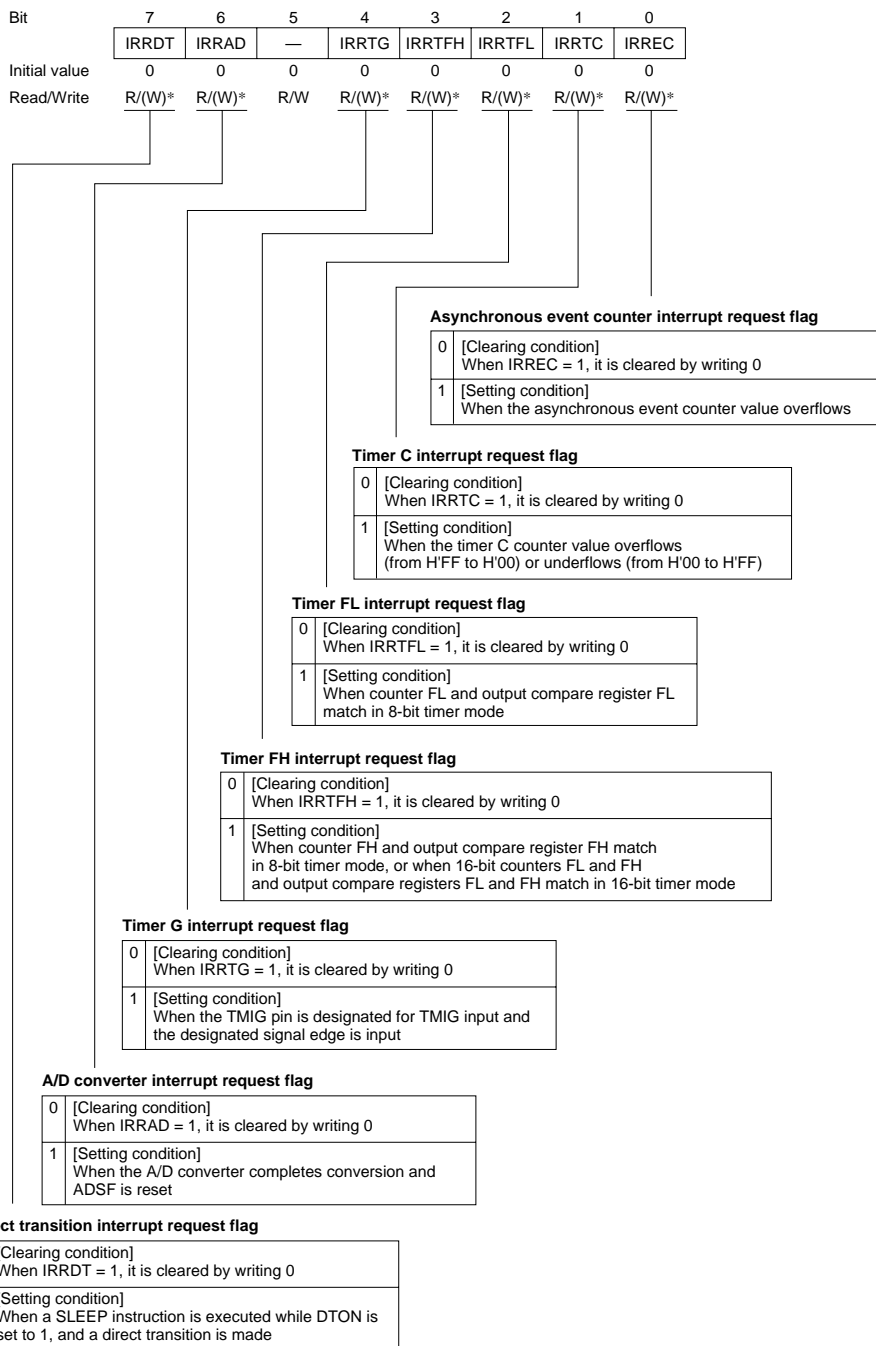 Bit 7 6 5 4 3 2 1 0
IRRDT IRRAD — IRRTG IRRTFH IRRTFL IRRTC IRREC
Initial value 0 0 0 0 0 0 0 0
Read/Write R/(W)* R/(W)* R/W R/(W)* R/(W)* R/(W)* R/(W)* R/(W)*
Asynchronous event counter interrupt request flag
0 [Clearing condition]
When IRREC = 1, it is cleared by writing 0
1 [Setting condition]
When the asynchronous event counter value overflows
Timer C interrupt request flag
0 [Clearing condition]
When IRRTC = 1, it is cleared by writing 0
1 [Setting condition]
When the timer C counter value overflows
(from H'FF to H'00) or underflows (from H'00 to H'FF)
Timer FL interrupt request flag
0 [Clearing condition]
When IRRTFL = 1, it is cleared by writing 0
1 [Setting condition]
When counter FL and output compare register FL
match in 8-bit timer mode
Timer FH interrupt request flag
0 [Clearing condition]
When IRRTFH = 1, it is cleared by writing 0
1 [Setting condition]
When counter FH and output compare register FH match
in 8-bit timer mode, or when 16-bit counters FL and FH
and output compare registers FL and FH match in 16-bit timer mode
Timer G interrupt request flag
0 [Clearing condition]
When IRRTG = 1, it is cleared by writing 0
1 [Setting condition]
When the TMIG pin is designated for TMIG input and
the designated signal edge is input
A/D converter interrupt request flag
0 [Clearing condition]
When IRRAD = 1, it is cleared by writing 0
1 [Setting condition]
When the A/D converter completes conversion and
ADSF is reset
ct transition interrupt request flag
Clearing condition]
When IRRDT = 1, it is cleared by writing 0
Setting condition]
When a SLEEP instruction is executed while DTON is
set to 1, and a direct transition is made